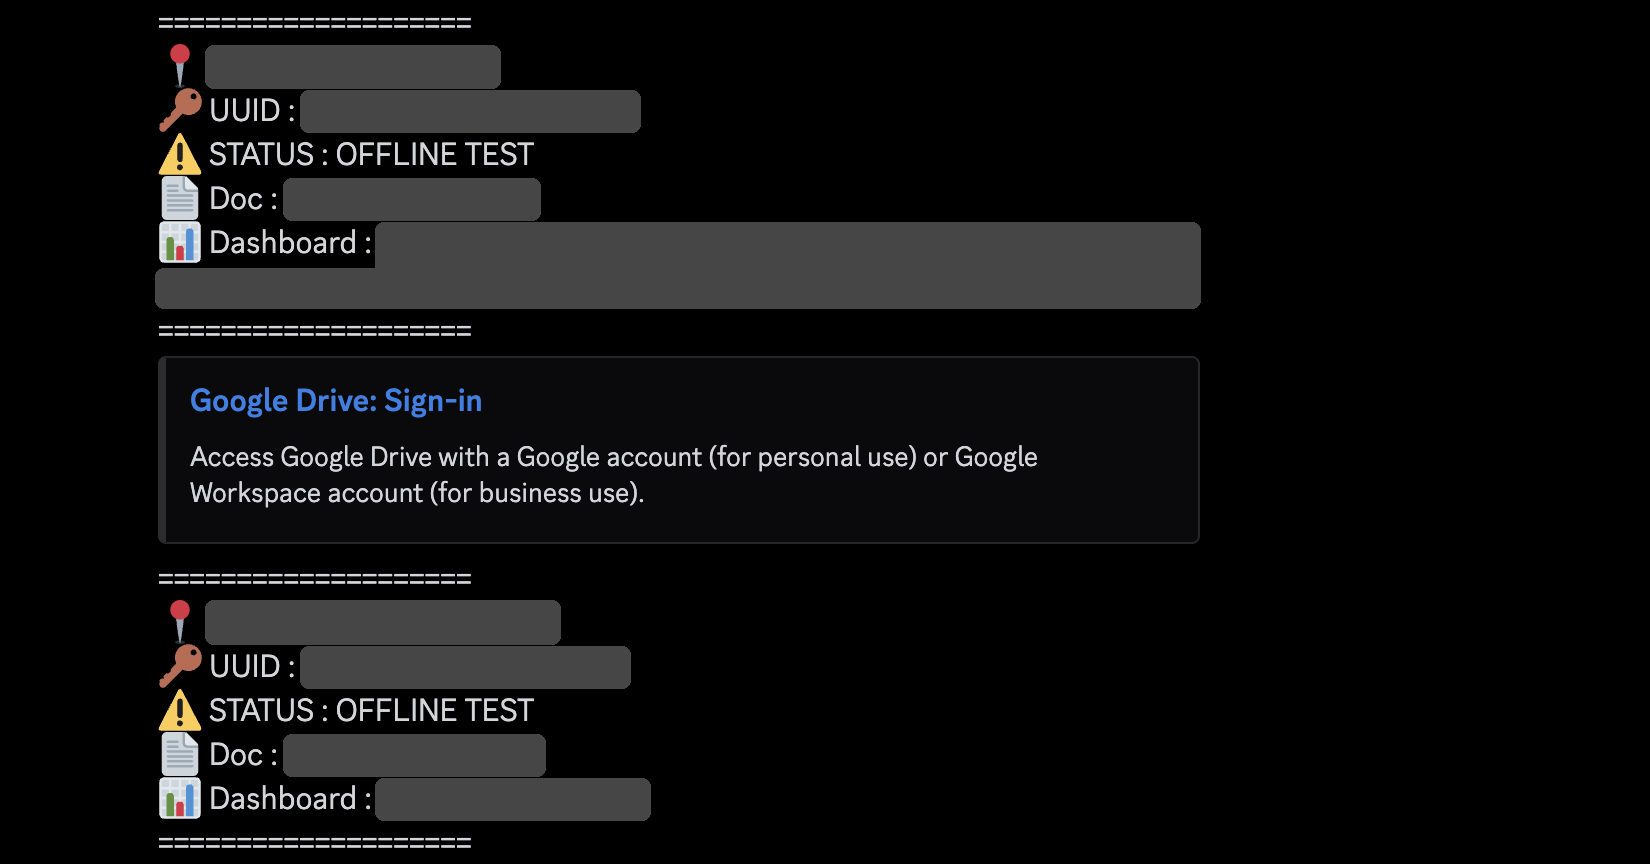 ====================
UUID :
STATUS : OFFLINE TEST
Doc :
Dashboard :
====================
Google Drive: Sign-in
Access Google Drive with a Google account (for personal use) or Google
Workspace account (for business use).
====================
UUID :
STATUS : OFFLINE TEST
Doc :
Dashboard :
====================